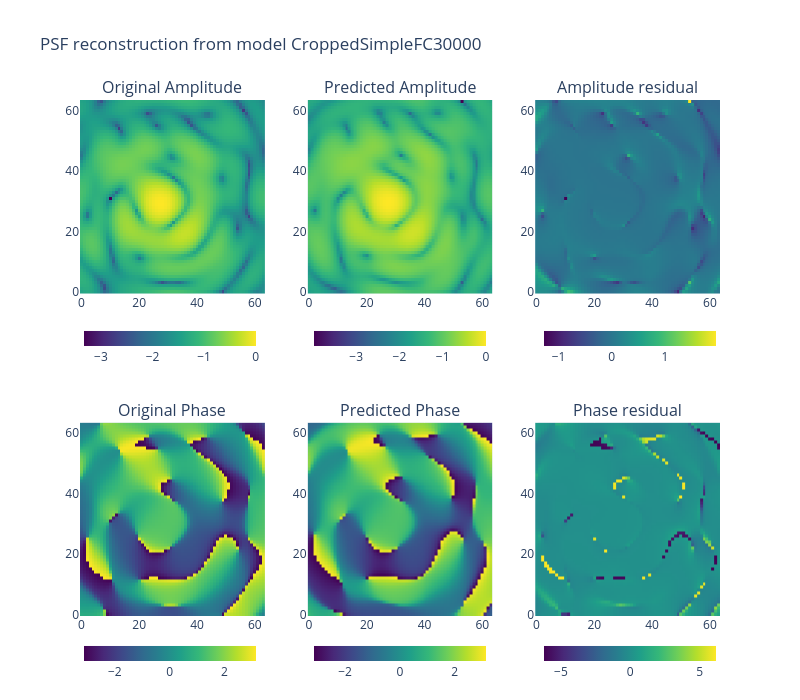 PSF reconstruction from model CroppedSimpleFC30000
Original Amplitude Predicted Amplitude Amplitude residual
60 60 60
40 40 40
20 20 20
0 0 0
0 20 40 60 0 20 40 60 0 20 40 60
−3 −2 −1 0 −3 −2 −1 0 −1 0 1
Original Phase Predicted Phase Phase residual
60 60 60
40 40 40
20 20 20
0 0 0
0 20 40 60 0 20 40 60 0 20 40 60
−2 0 2 −2 0 2 −5 0 5